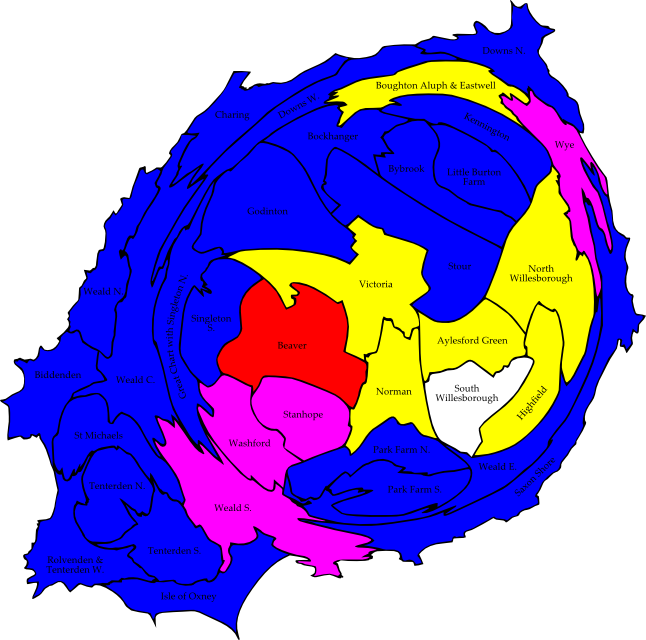 Downs N.
Boughton Aluph & Eastwell
Downs W.
Charing
Kennington
Bockhanger
Wye
Bybrook
Little Burton
Farm
Godinton
Stour
North
Willesborough
Victoria
Weald N.
Great Chart with Singleton N.
Singleton
S.
Beaver
Aylesford Green
Biddenden
Weald C.
Norman
South
Willesborough
Highfield
Stanhope
St Michaels
Washford
Park Farm N.
Weald E.
Saxon Shore
Tenterden N.
Park Farm S.
Weald S.
Tenterden S.
Rolvenden &
Tenterden W.
Isle of Oxney